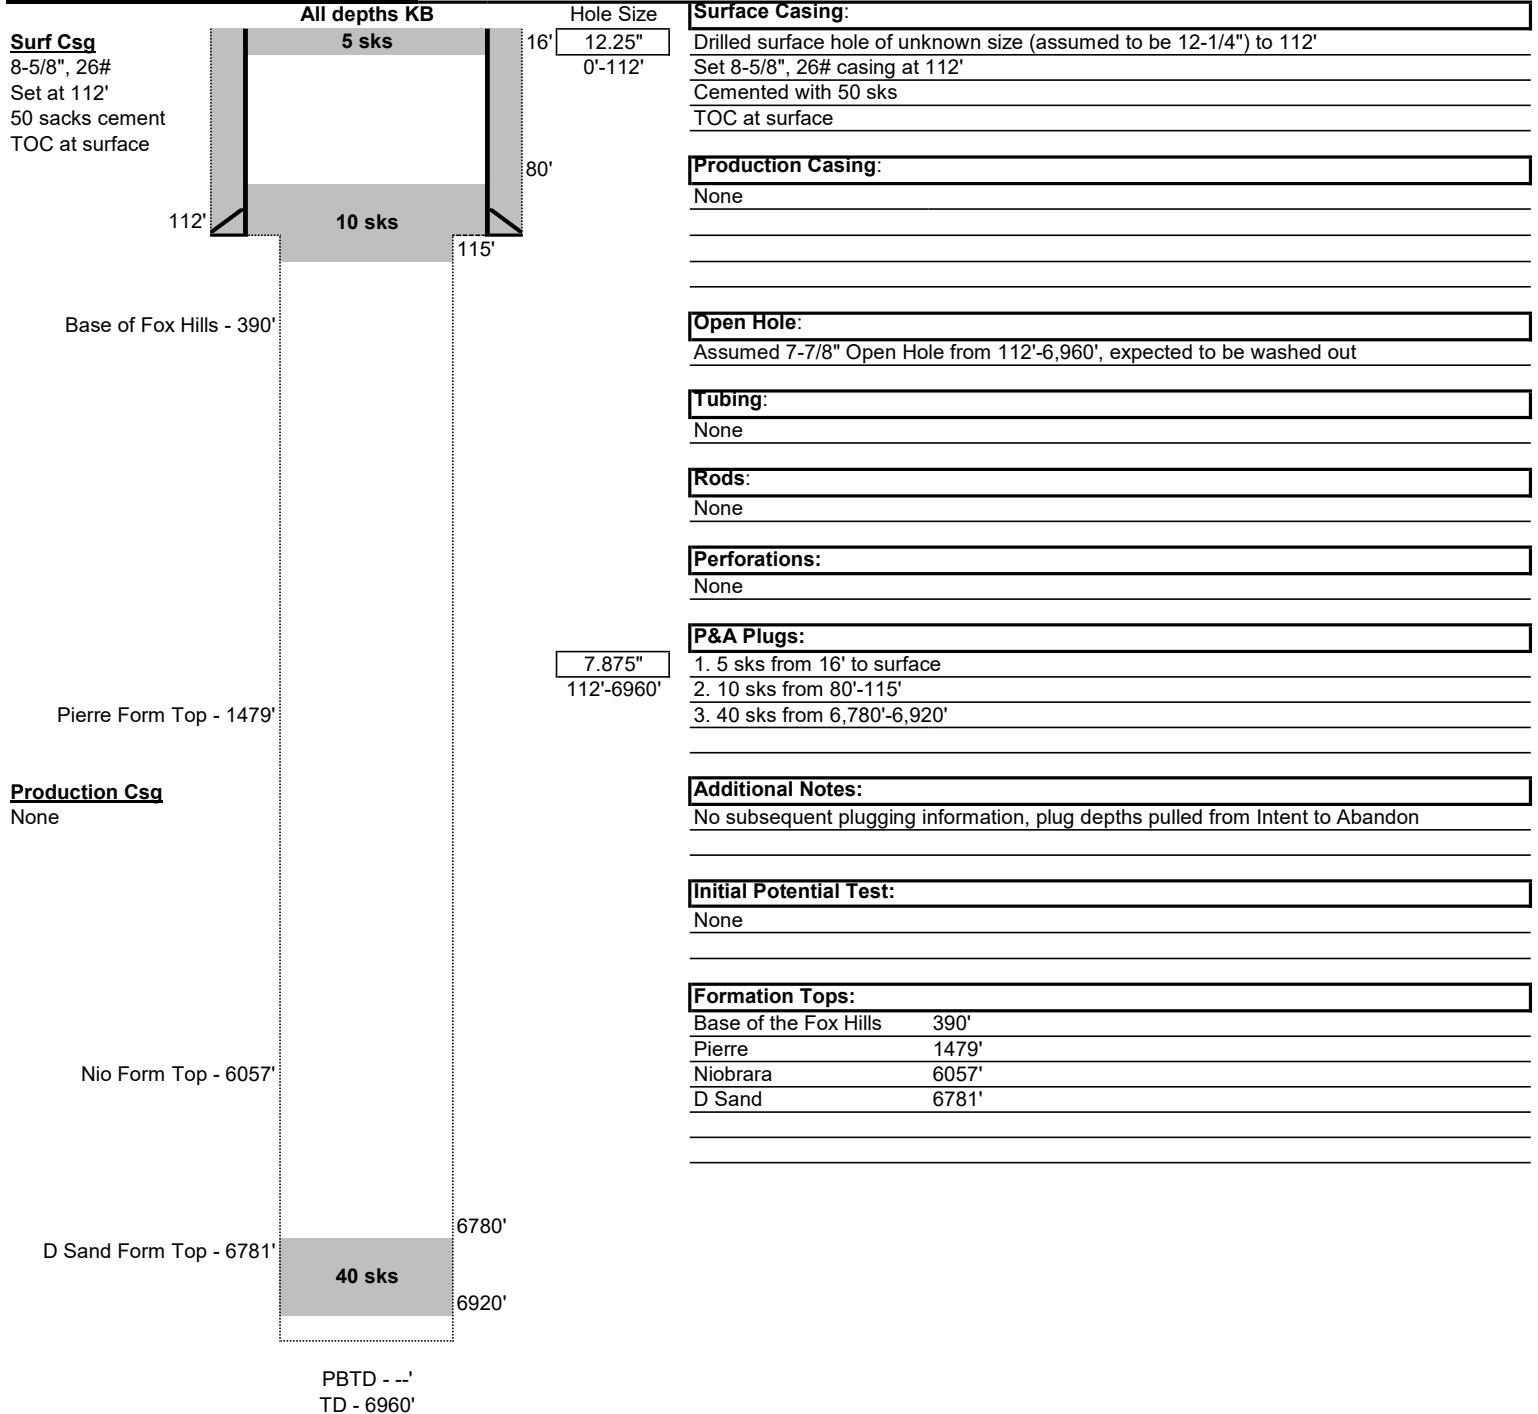 All depths KB
Hole Size
Surf Csg
8-5/8", 26#
Set at 112'
50 sacks cement
TOC at surface
5 sks
16'
12.25"
0'-112'
80'
112'
10 sks
115'
Base of Fox Hills - 390'
7.875"
112'-6960'
Pierre Form Top - 1479'
Production Csg
None
Nio Form Top - 6057'
6780'
D Sand Form Top - 6781'
40 sks
6920'
PBTD - --'
TD - 6960'
Surface Casing:
Drilled surface hole of unknown size (assumed to be 12-1/4") to 112'
Set 8-5/8", 26# casing at 112'
Cemented with 50 sks
TOC at surface
Production Casing:
None
Open Hole:
Assumed 7-7/8" Open Hole from 112'-6,960', expected to be washed out
Tubing:
None
Rods:
None
Perforations:
None
P&A Plugs:
1. 5 sks from 16' to surface
2. 10 sks from 80'-115'
3. 40 sks from 6,780'-6,920'
Additional Notes:
No subsequent plugging information, plug depths pulled from Intent to Abandon
Initial Potential Test:
None
Formation Tops:
Base of the Fox Hills 390'
Pierre 1479'
Niobrara 6057'
D Sand 6781'